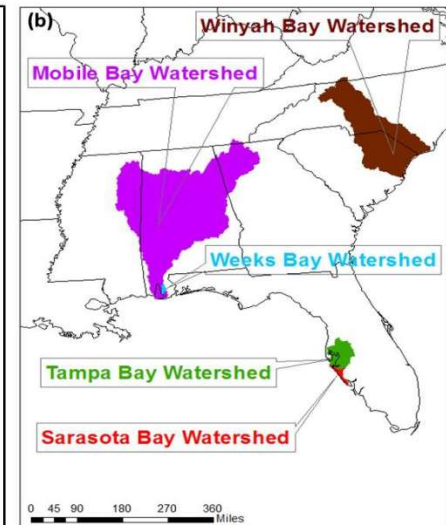 (b)
Winyah Bay Watershed
Mobile Bay Watershed
Weeks Bay Watershed
Tampa Bay Watershed
Sarasota Bay Watershed
0 45 90 180 270 360
Miles